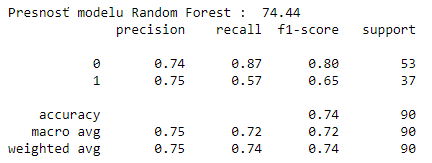 Presnosť modelu Random Forest :  74.44
              precision    recall  f1-score   support

           0       0.74      0.87      0.80        53
           1       0.75      0.57      0.65        37

    accuracy                           0.74        90
   macro avg       0.75      0.72      0.72        90
weighted avg       0.75      0.74      0.74        90